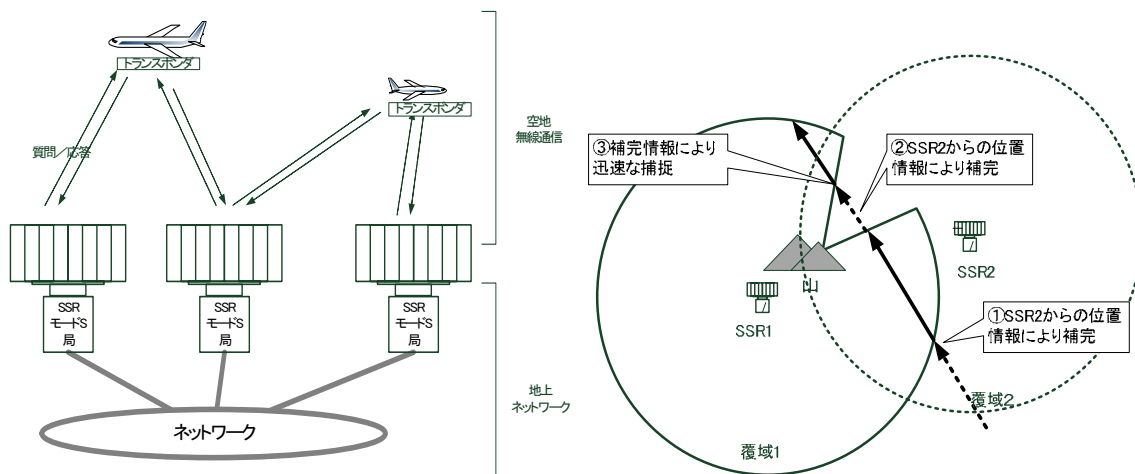 トランスポンダ
トランスポンダ
質問／応答
空地
無線通信
SSR
モードS
局
SSR
モードS
局
SSR
モードS
局
ネットワーク
地上
ネットワーク
③補完情報により
迅速な捕捉
②SSR2からの位置
情報により補完
山
SSR1
SSR2
①SSR2からの位置
情報により補完
覆域2
覆域1